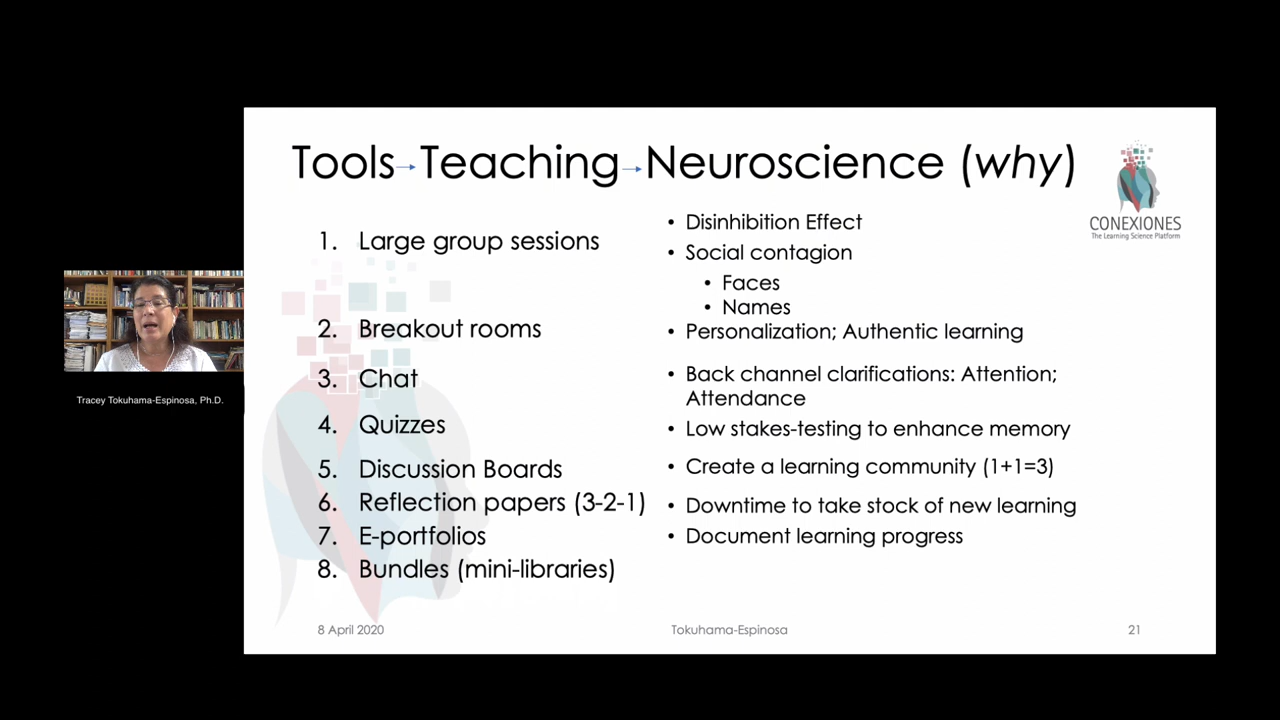 Tools→Teaching→Neuroscience (why)
CONEXIONES
The Learning Science Platform
1. Large group sessions
2. Breakout rooms
3. Chat
4. Quizzes
5. Discussion Boards
6. Reflection papers (3-2-1)
7. E-portfolios
8. Bundles (mini-libraries)
• Disinhibition Effect
• Social contagion
• Faces
• Names
• Personalization; Authentic learning
• Back channel clarifications: Attention;
Attendance
• Low stakes-testing to enhance memory
• Create a learning community (1+1=3)
• Downtime to take stock of new learning
• Document learning progress
Tracey Tokuhama-Espinosa, Ph.D.
8 April 2020
Tokuhama-Espinosa
21